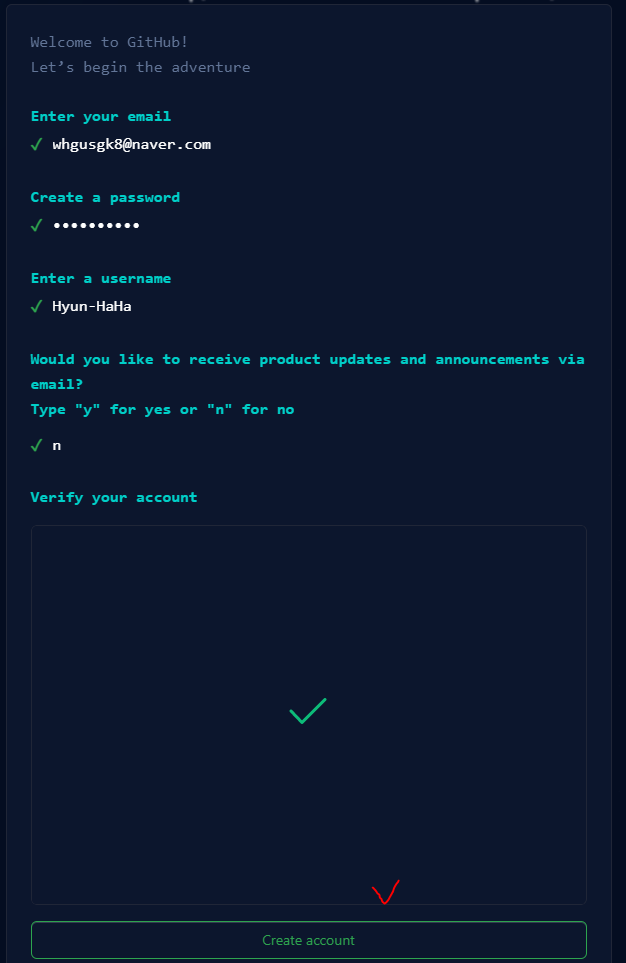 Welcome to GitHub!
Let’s begin the adventure
Enter your email
✓ whgusgk8@naver.com
Create a password
✓ ••••••••••
Enter a username
✓ Hyun-HaHa
Would you like to receive product updates and announcements via
email?
Type "y" for yes or "n" for no
✓ n
Verify your account
Create account